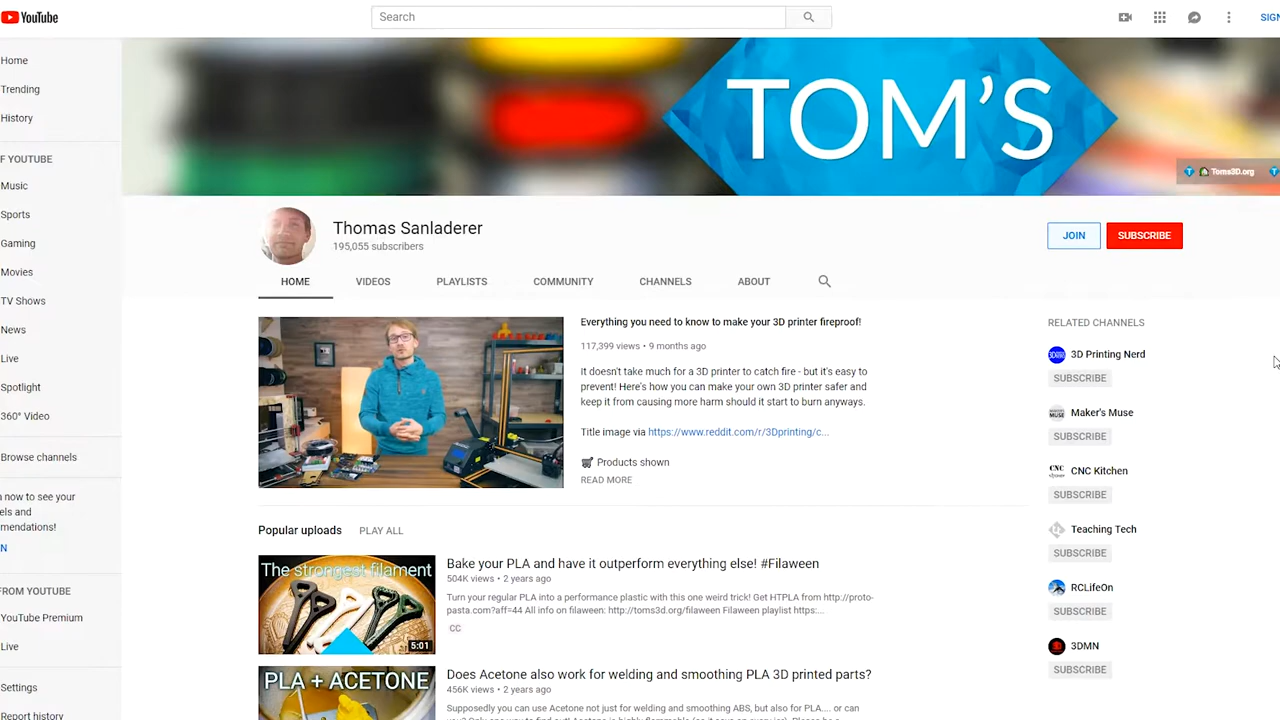 YouTube
Search
SIGN
Home
Trending
History
F YOUTUBE
Music
Sports
Gaming
Movies
TV Shows
News
Live
Spotlight
360° Video
Browse channels
n now to see your
els and
mendations!
N
FROM YOUTUBE
YouTube Premium
Live
Settings
Report history
TOM'S
Toms3D.org
Thomas Sanladerer
195,055 subscribers
JOIN
SUBSCRIBE
HOME
VIDEOS
PLAYLISTS
COMMUNITY
CHANNELS
ABOUT
Everything you need to know to make your 3D printer fireproof!
117,399 views • 9 months ago
It doesn't take much for a 3D printer to catch fire - but it's easy to
prevent! Here's how you can make your own 3D printer safer and
keep it from causing more harm should it start to burn anyways.
Title image via https://www.reddit.com/r/3Dprinting/c...
Products shown
READ MORE
Popular uploads
PLAY ALL
The strongest filament
5:01
Bake your PLA and have it outperform everything else! #Filaween
504K views • 2 years ago
Turn your regular PLA into a performance plastic with this one weird trick! Get HTPLA from http://proto-
pasta.com?aff=44 All info on filaween: http://toms3d.org/filaween Filaween playlist https:...
CC
PLA + ACETONE
Does Acetone also work for welding and smoothing PLA 3D printed parts?
456K views • 2 years ago
Supposedly you can use Acetone not just for welding and smoothing ABS, but also for PLA.... or can
RELATED CHANNELS
3D Printing Nerd
SUBSCRIBE
Maker's Muse
SUBSCRIBE
CNC
CNC Kitchen
SUBSCRIBE
Teaching Tech
SUBSCRIBE
RCLifeOn
SUBSCRIBE
3DMN
SUBSCRIBE